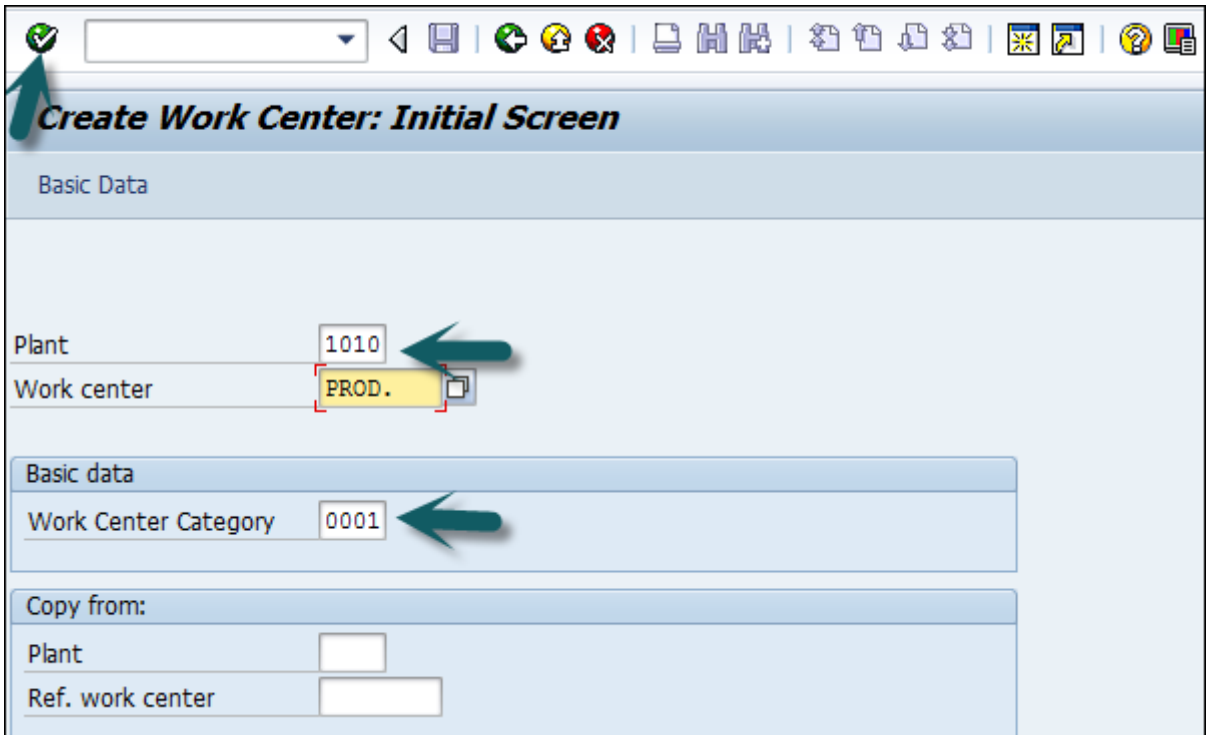 Create Work Center: Initial Screen
Basic Data
Plant 1010
Work center PROD.
Basic data
Work Center Category 0001
Copy from:
Plant
Ref. work center